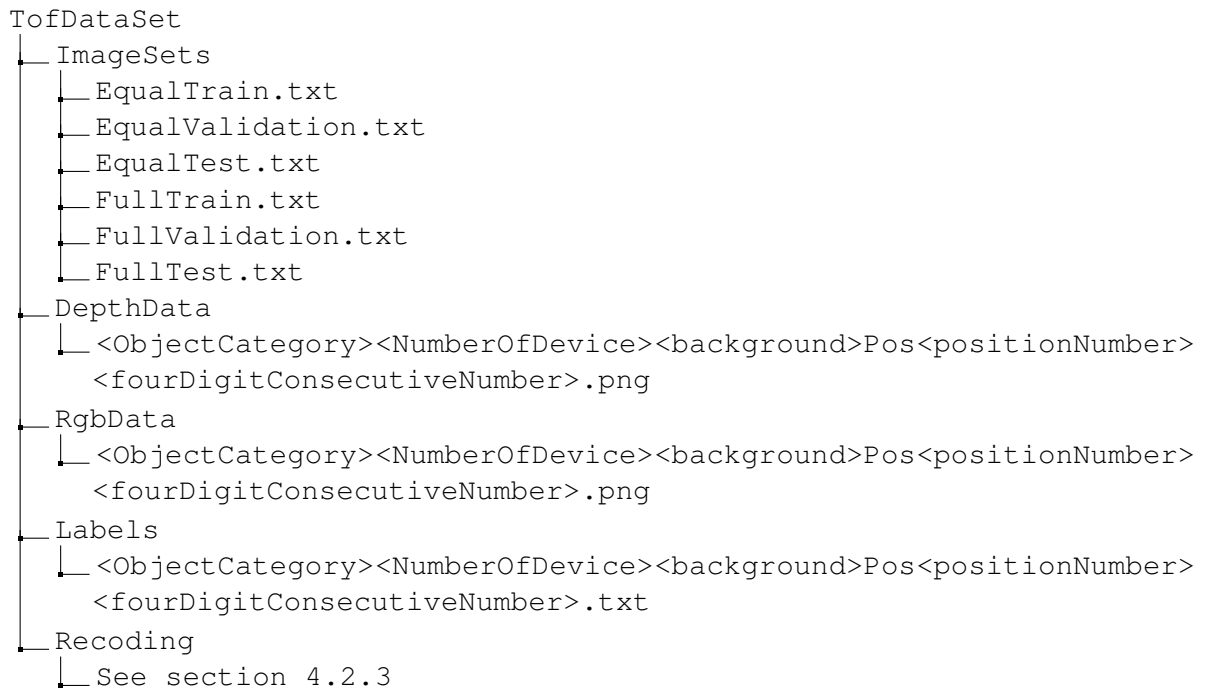 TofDataSet
ImageSets
EqualTrain.txt
EqualValidation.txt
EqualTest.txt
FullTrain.txt
FullValidation.txt
FullTest.txt
DepthData
<ObjectCategory><NumberOfDevice><background>Pos<positionNumber>
<fourDigitConsecutiveNumber>.png
RgbData
<ObjectCategory><NumberOfDevice><background>Pos<positionNumber>
<fourDigitConsecutiveNumber>.png
Labels
<ObjectCategory><NumberOfDevice><background>Pos<positionNumber>
<fourDigitConsecutiveNumber>.txt
Recoding
See section 4.2.3